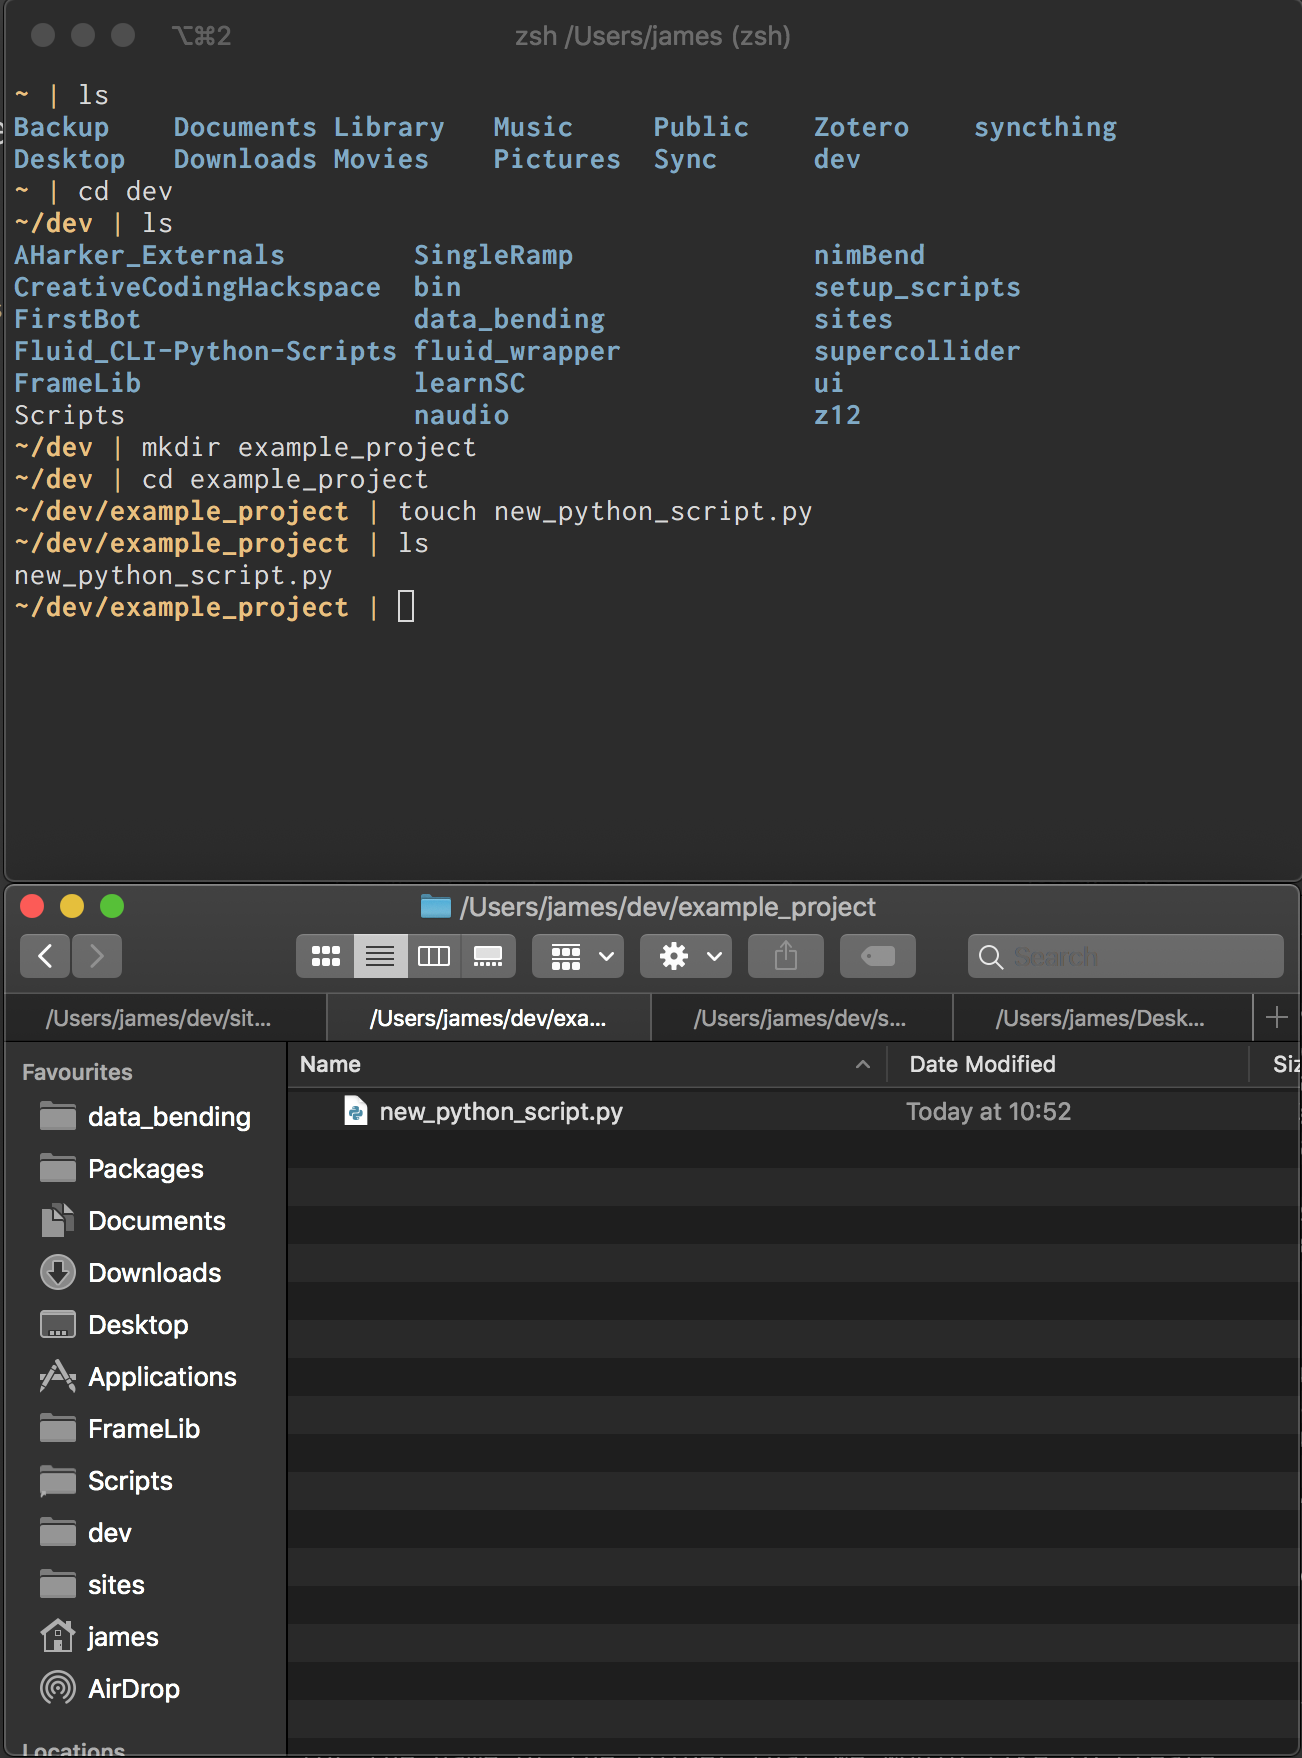 ⌥⌘2 zsh /Users/james (zsh)
~ | ls
Backup Documents Library Music Public Zotero syncthing
Desktop Downloads Movies Pictures Sync dev
~ | cd dev
~/dev | ls
AHarker_Externals SingleRamp nimBend
CreativeCodingHackspace bin setup_scripts
FirstBot data_bending sites
Fluid_CLI-Python-Scripts fluid_wrapper supercollider
FrameLib learnSC ui
Scripts naudio z12
~/dev | mkdir example_project
~/dev | cd example_project
~/dev/example_project | touch new_python_script.py
~/dev/example_project | ls
new_python_script.py
~/dev/example_project |
/Users/james/dev/example_project
Search
/Users/james/dev/sit... /Users/james/dev/exa... /Users/james/dev/s... /Users/james/Desk...
Favourites
data_bending
Packages
Documents
Downloads
Desktop
Applications
FrameLib
Scripts
dev
sites
james
AirDrop
Locations
Name Date Modified Siz
new_python_script.py Today at 10:52